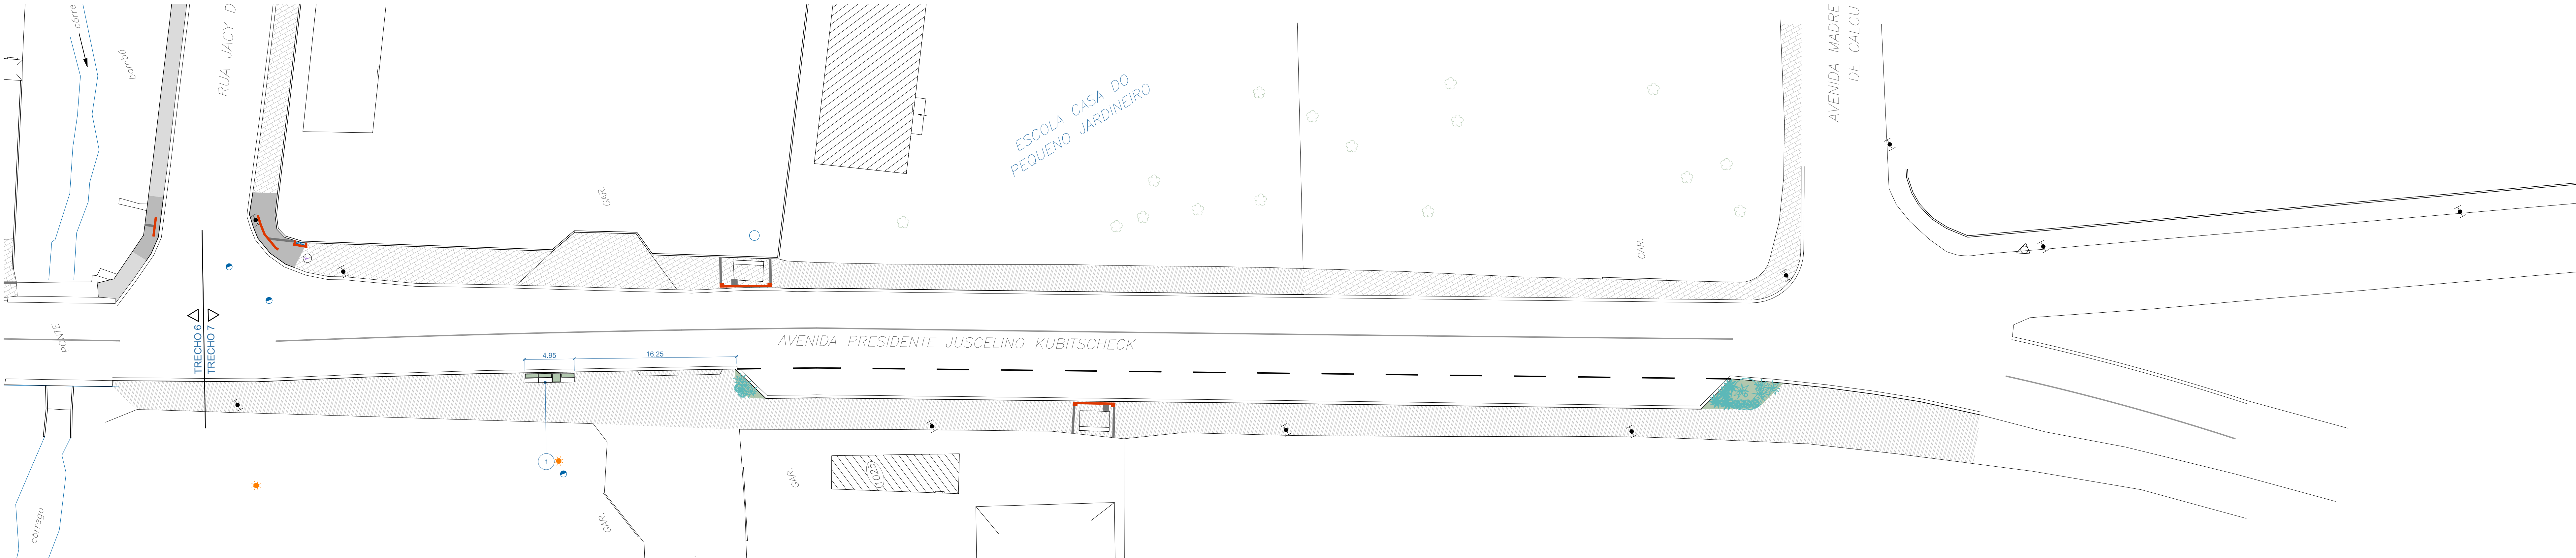 côrre
bambú
RUA JACY D
ESCOLA CASA DO
PEQUENO JARDINEIRO
AVENIDA MADRE
DE CALCU
GAR.
GAR.
PONTE
TRECHO 6
TRECHO 7
4.95
16.25
AVENIDA PRESIDENTE JUSCELINO KUBITSCHECK
1
GAR.
1025
GAR.
córrego